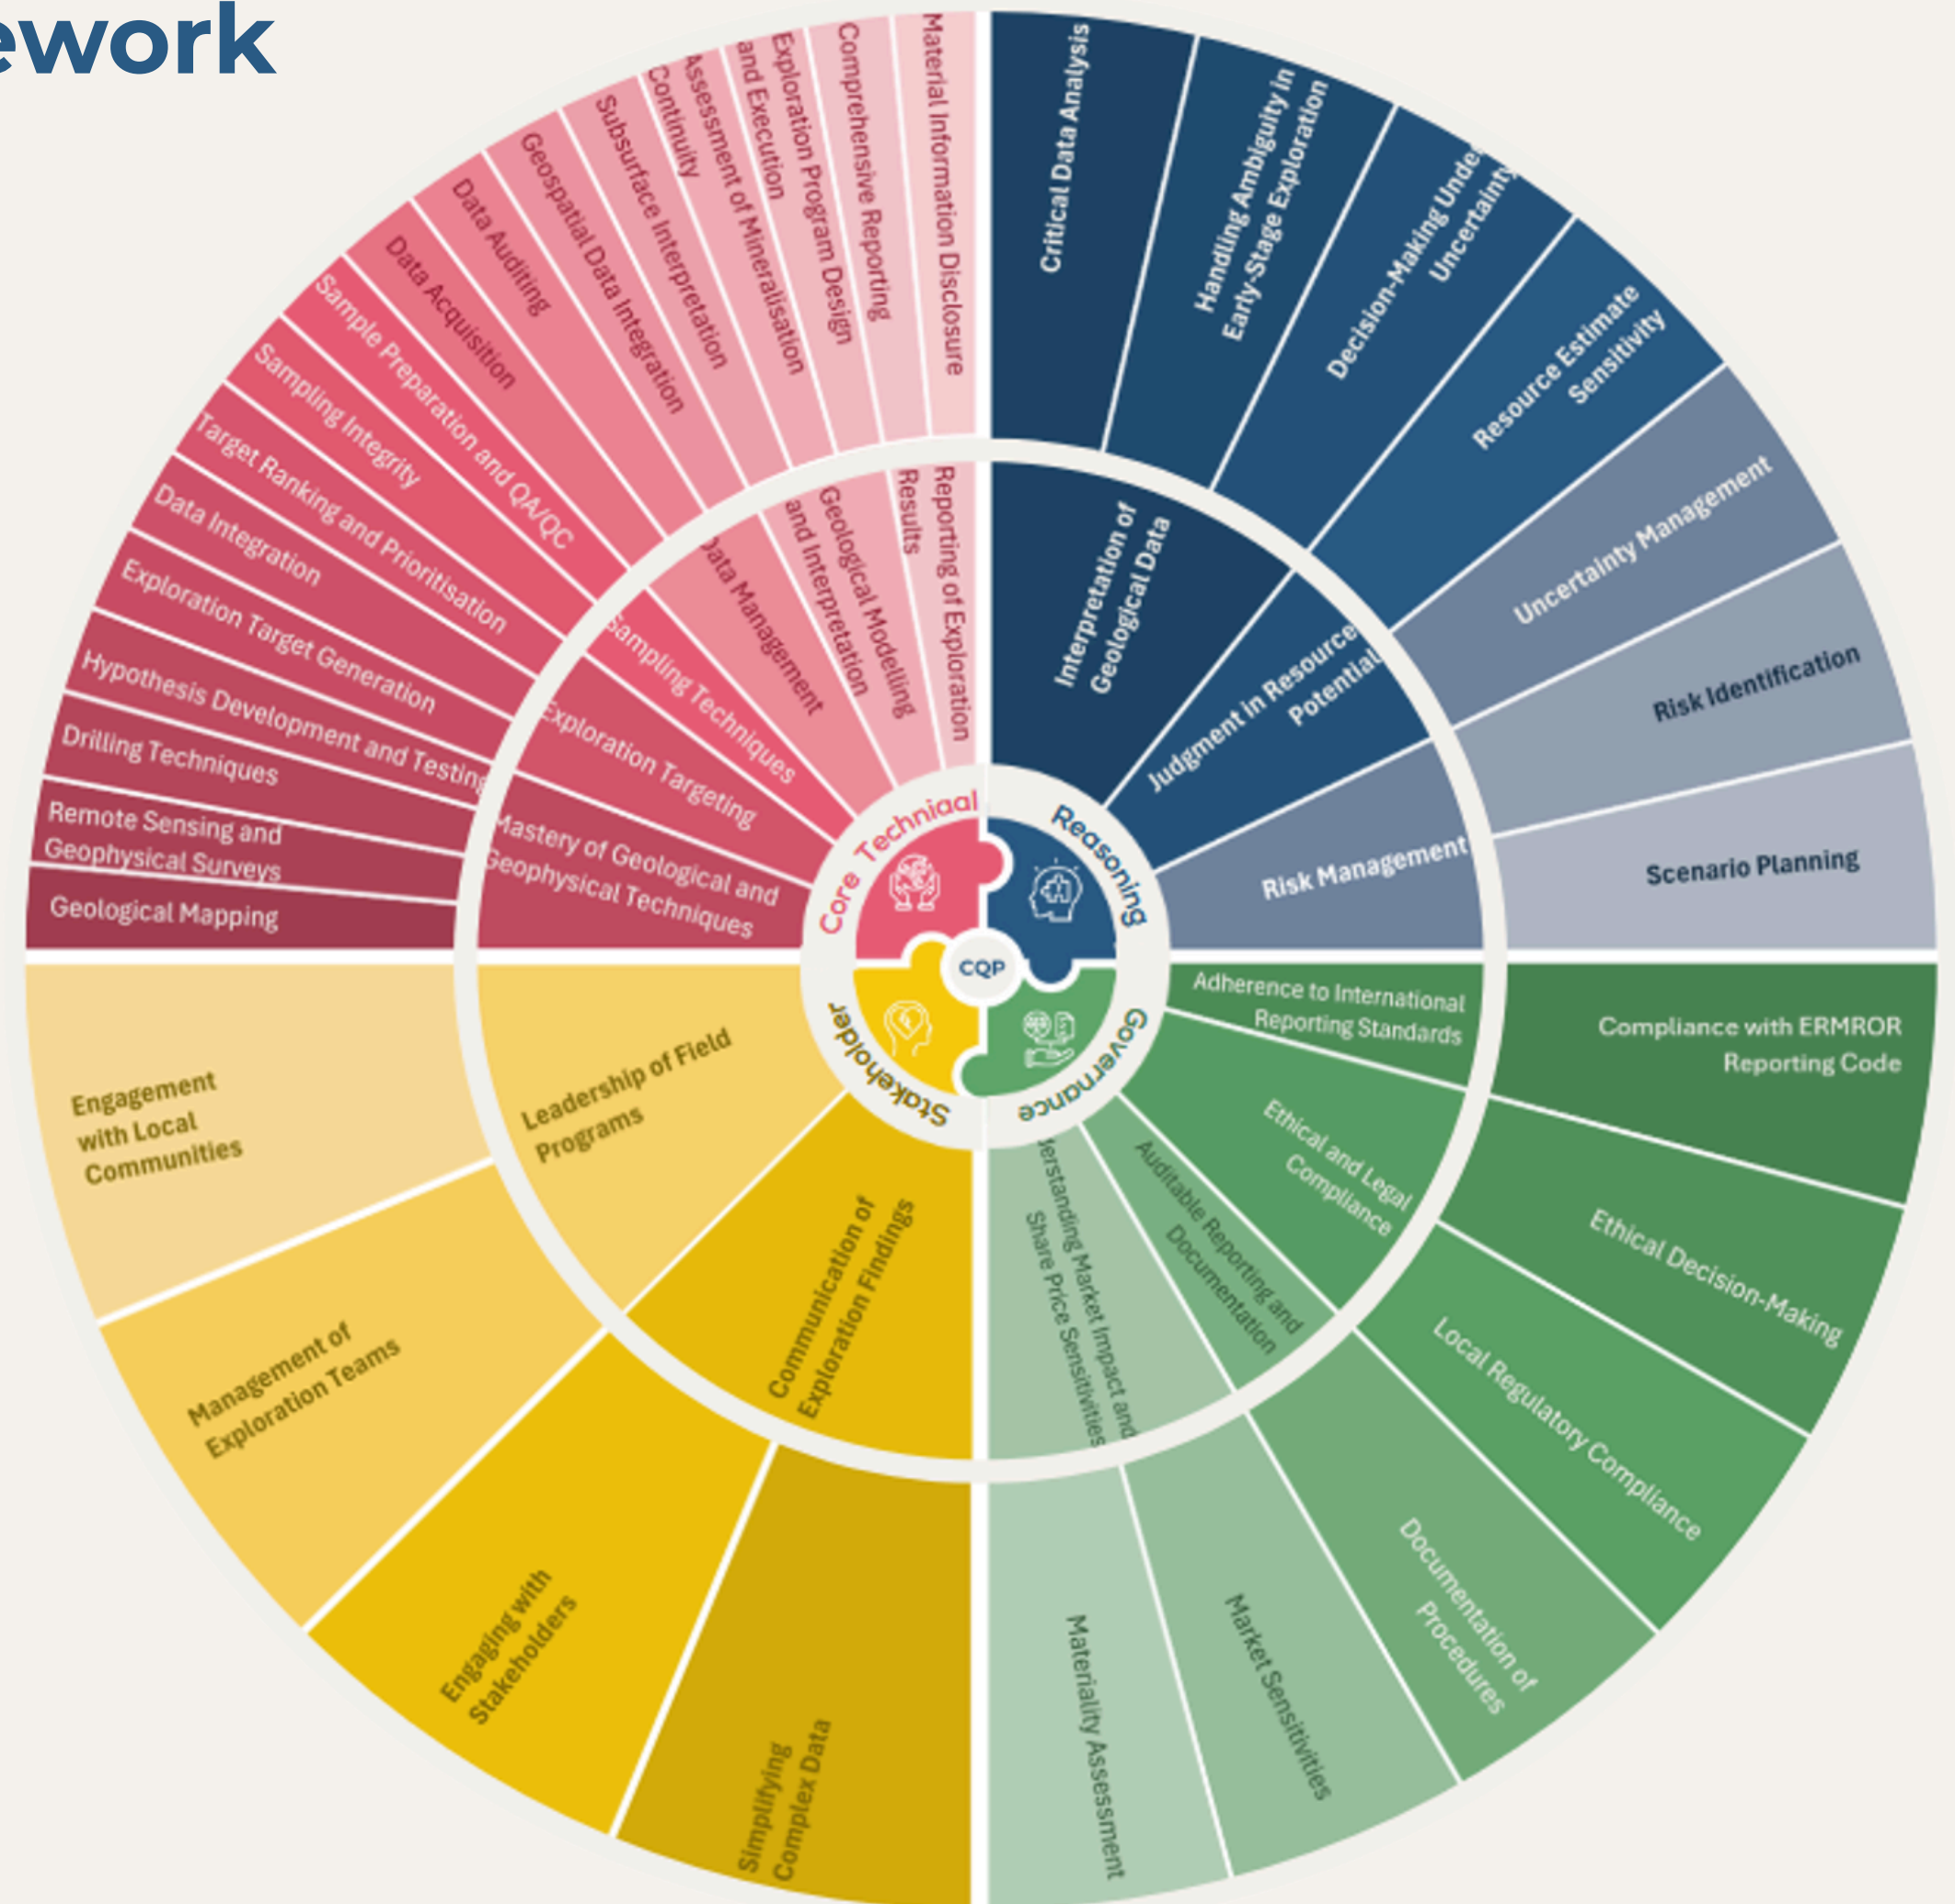 ework
Material Information Disclosure
Comprehensive Reporting
Exploration Program Design
and Execution
Assessment of Mineralisation
Continuity
Subsurface Interpretation
Geospatial Data Integration
Data Auditing
Data Acquisition
Sample Preparation and QA/QC
Sampling Integrity
Target Ranking and Prioritisation
Data Integration
Exploration Target Generation
Hypothesis Development and Testing
Drilling Techniques
Remote Sensing and
Geophysical Surveys
Geological Mapping
Reporting of Exploration
Results
Geological Modelling
and Interpretation
Data Management
Sampling Techniques
Exploration Targeting
Mastery of Geological and
Geophysical Techniques
Core Techniaal
Critical Data Analysis
Handling Ambiguity in
Early-Stage Exploration
Decision-Making Under
Uncertainty
Resource Estimate
Sensitivity
Uncertainty Management
Risk Identification
Scenario Planning
Interpretation of
Geological Data
Judgment in Resource
Potential
Risk Management
Reasoning
CQP
Adherence to International
Reporting Standards
Ethical and Legal
Compliance
Auditable Reporting and
Documentation
derstanding Market Impact and
Share Price Sensitivities
Governance
Compliance with ERMROR
Reporting Code
Ethical Decision-Making
Local Regulatory Compliance
Documentation of
Procedures
Market Sensitivities
Materiality Assessment
Stakeholder
Leadership of Field
Programs
Communication of
Exploration Findings
Engagement
with Local
Communities
Management of
Exploration Teams
Engaging with
Stakeholders
Simplifying
Complex Data